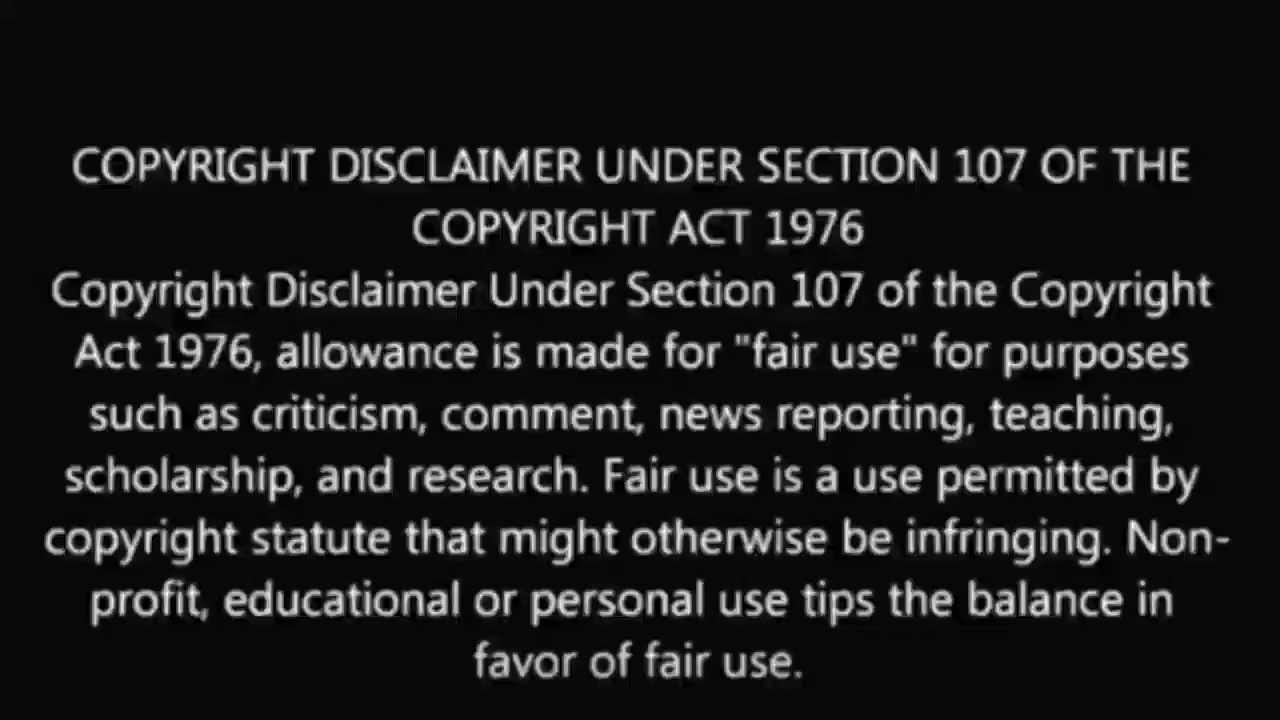 COPYRIGHT DISCLAIMER UNDER SECTION 107 OF THE
COPYRIGHT ACT 1976
Copyright Disclaimer Under Section 107 of the Copyright
Act 1976, allowance is made for "fair use" for purposes
such as criticism, comment, news reporting, teaching,
scholarship, and research. Fair use is a use permitted by
copyright statute that might otherwise be infringing. Non-
profit, educational or personal use tips the balance in
favor of fair use.